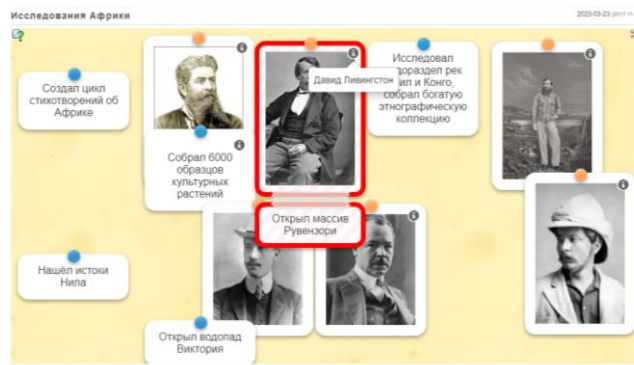 Исследования Африки
2020-03-23
Создал цикл
стихотворений об
Африке
Давид Ливингстон
Исследовал
водораздел рек
Нил и Конго,
собрал богатую
этнографическую
коллекцию
Собрал 6000
образцов
культурных
растений
Открыл массив
Рувензори
Нашёл истоки
Нила
Открыл водопад
Виктория